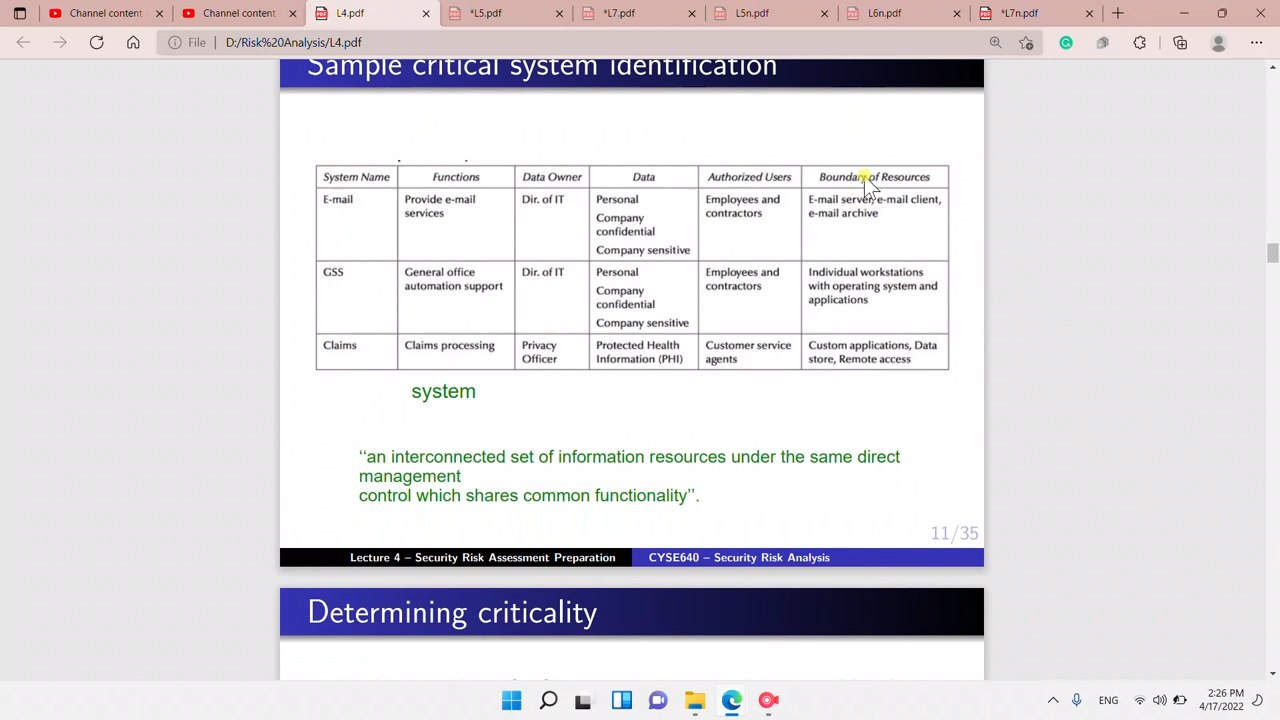 Channel content
Channel content
L4.pdf
*L5.pdf
*L7.pdf
L5n.pdf
L6n.pdf
*L7n.pdf
File
D:/Risk%20Analysis/L4.pdf
Sample critical system identification
System Name Functions Data Owner Data Authorized Users Boundary of Resources
E-mail Provide e-mail Dir. of IT Personal Employees and E-mail server, e-mail client,
services Company contractors e-mail archive
confidential
Company sensitive
GSS General office Dir. of IT Personal Employees and Individual workstations
automation support Company contractors with operating system and
confidential applications
Company sensitive
Claims Claims processing Privacy Protected Health Customer service Custom applications, Data
Officer Information (PHI) agents store, Remote access
system
‘‘an interconnected set of information resources under the same direct
management
control which shares common functionality’’.
11/35
Lecture 4 – Security Risk Assessment Preparation CYSE640 – Security Risk Analysis
Determining criticality
ENG
2:26 PM
4/17/2022